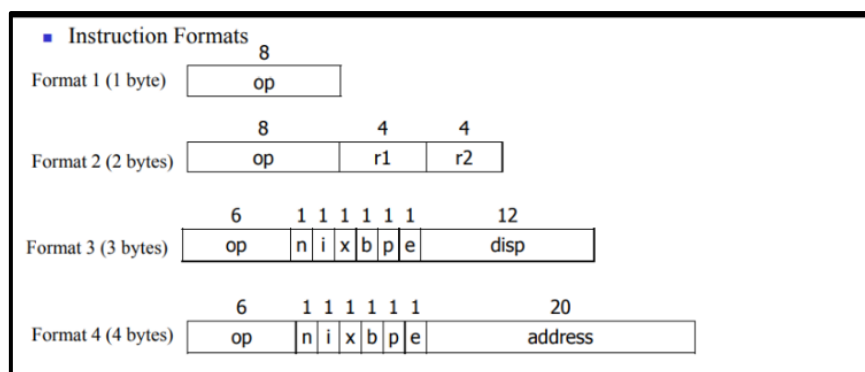 ▪ Instruction Formats
8
Format 1 (1 byte) op
8 4 4
Format 2 (2 bytes) op r1 r2
6 1 1 1 1 1 1 12
Format 3 (3 bytes) op n i x b p e disp
6 1 1 1 1 1 1 20
Format 4 (4 bytes) op n i x b p e address